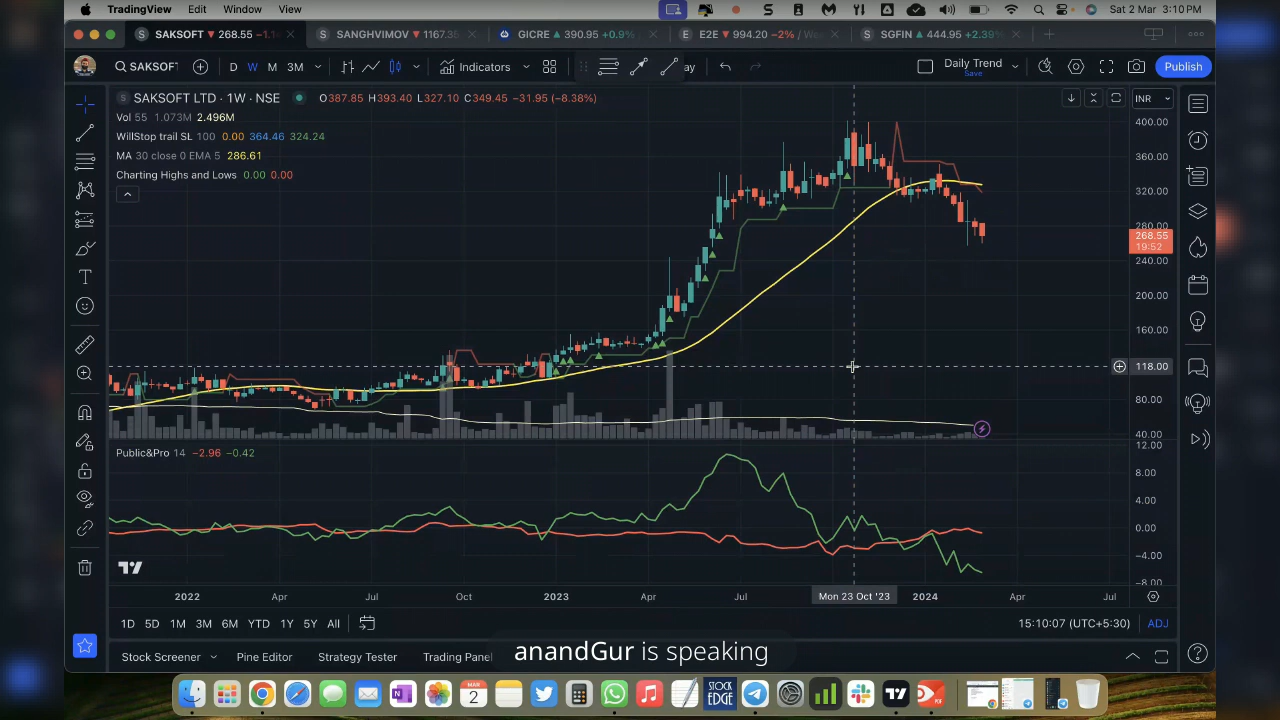 TradingView Edit Window View Sat 2 Mar 3:10 PM
SAKSOFT ▼ 268.55 −1.1 SANGHVIMOV ▼ 1167.35 GICRE ▲ 390.95 +0.9% E2E ▼ 994.20 −2% / SGFIN ▲ 444.95 +2.39%
SAKSOFT D W M 3M Indicators ay Daily Trend Save Publish
SAKSOFT LTD · 1W · NSE O387.85 H393.40 L327.10 C349.45 −31.95 (−8.38%) INR
Vol 55 1.073M 2.496M
WillStop trail SL 100 0.00 364.46 324.24
MA 30 close 0 EMA 5 286.61
Charting Highs and Lows 0.00 0.00
400.00
360.00
320.00
280.00
268.55
19:52
240.00
200.00
160.00
118.00
80.00
40.00
Public&Pro 14 −2.96 −0.42
12.00
8.00
4.00
0.00
−4.00
−8.00
2022 Apr Jul Oct 2023 Apr Jul Mon 23 Oct '23 2024 Apr Jul
1D 5D 1M 3M 6M YTD 1Y 5Y All 15:10:07 (UTC+5:30) ADJ
Stock Screener Pine Editor Strategy Tester Trading Panel
anandGur is speaking
MAR
2
STOCK
EDGE